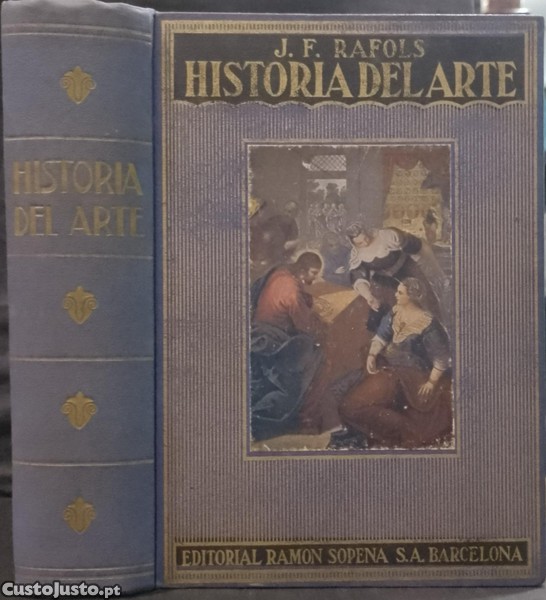 HISTORIA
DEL ARTE
J. F. RAFOLS
HISTORIA DEL ARTE
EDITORIAL RAMON SOPENA S.A. BARCELONA
CustoJusto.pt